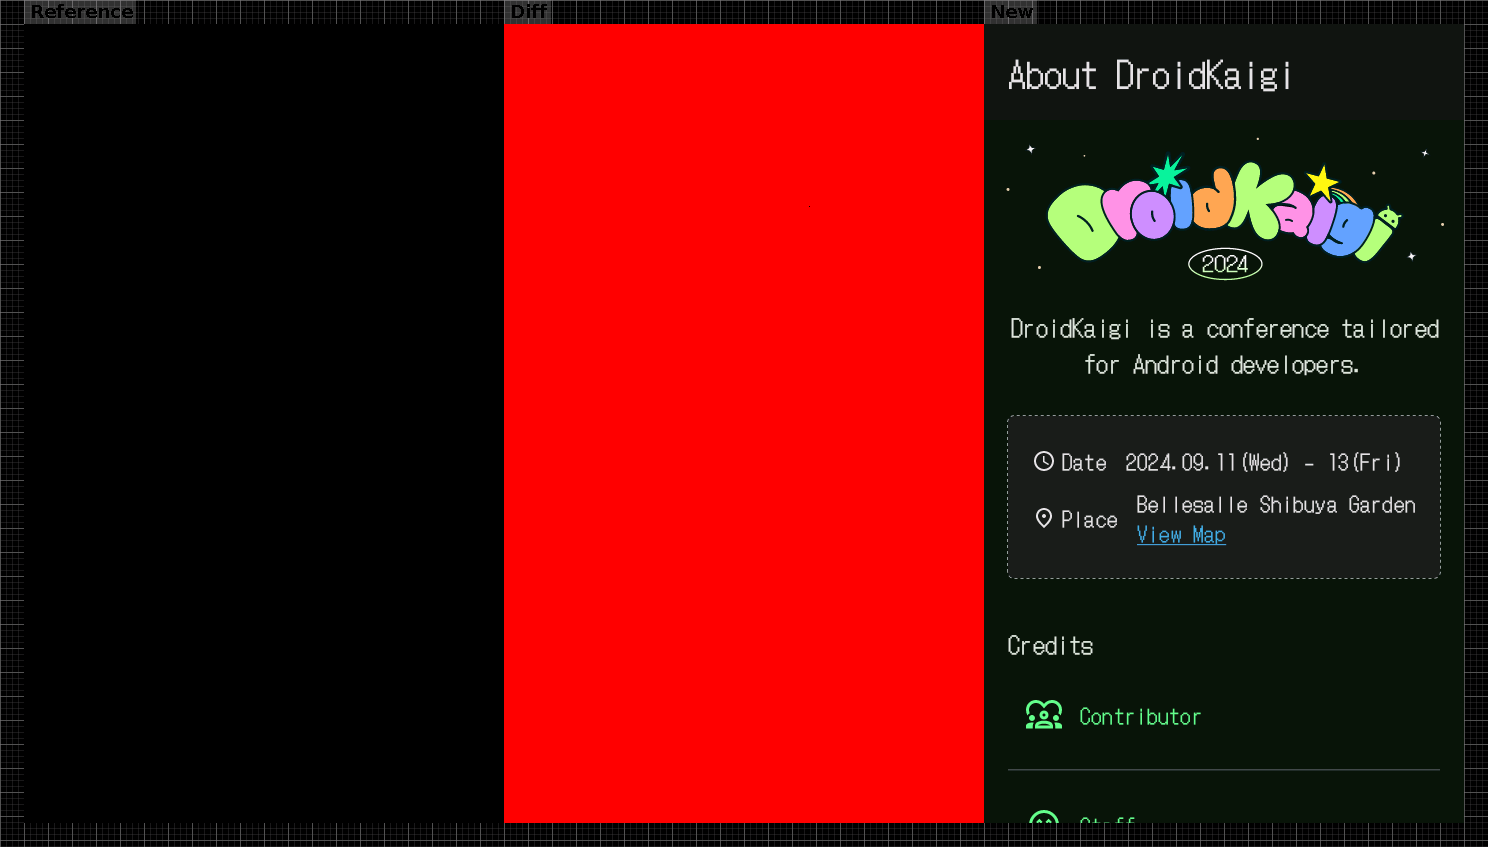 Reference
Diff
New
About DroidKaigi
DroidKaigi
2024
DroidKaigi is a conference tailored
for Android developers.
Date 2024.09.11(Wed) - 13(Fri)
Place Bellesalle Shibuya Garden
View Map
Credits
Contributor
Staff